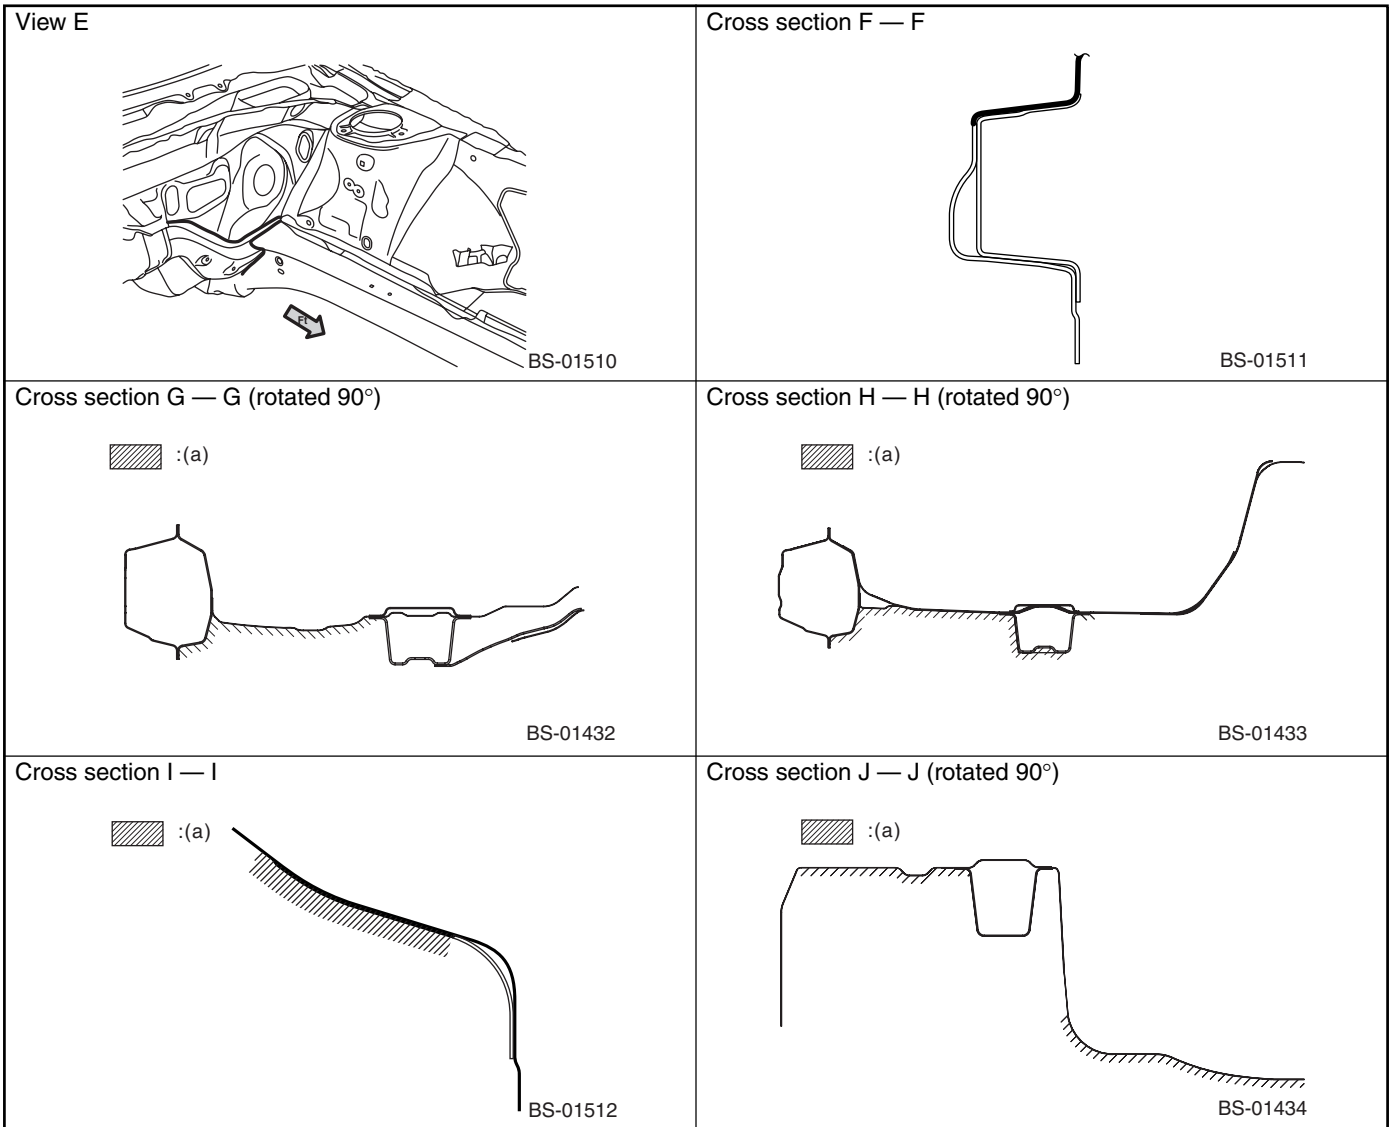 View E
Ft
BS-01510
Cross section F — F
BS-01511
Cross section G — G (rotated 90°)
:(a)
BS-01432
Cross section H — H (rotated 90°)
:(a)
BS-01433
Cross section I — I
:(a)
BS-01512
Cross section J — J (rotated 90°)
:(a)
BS-01434